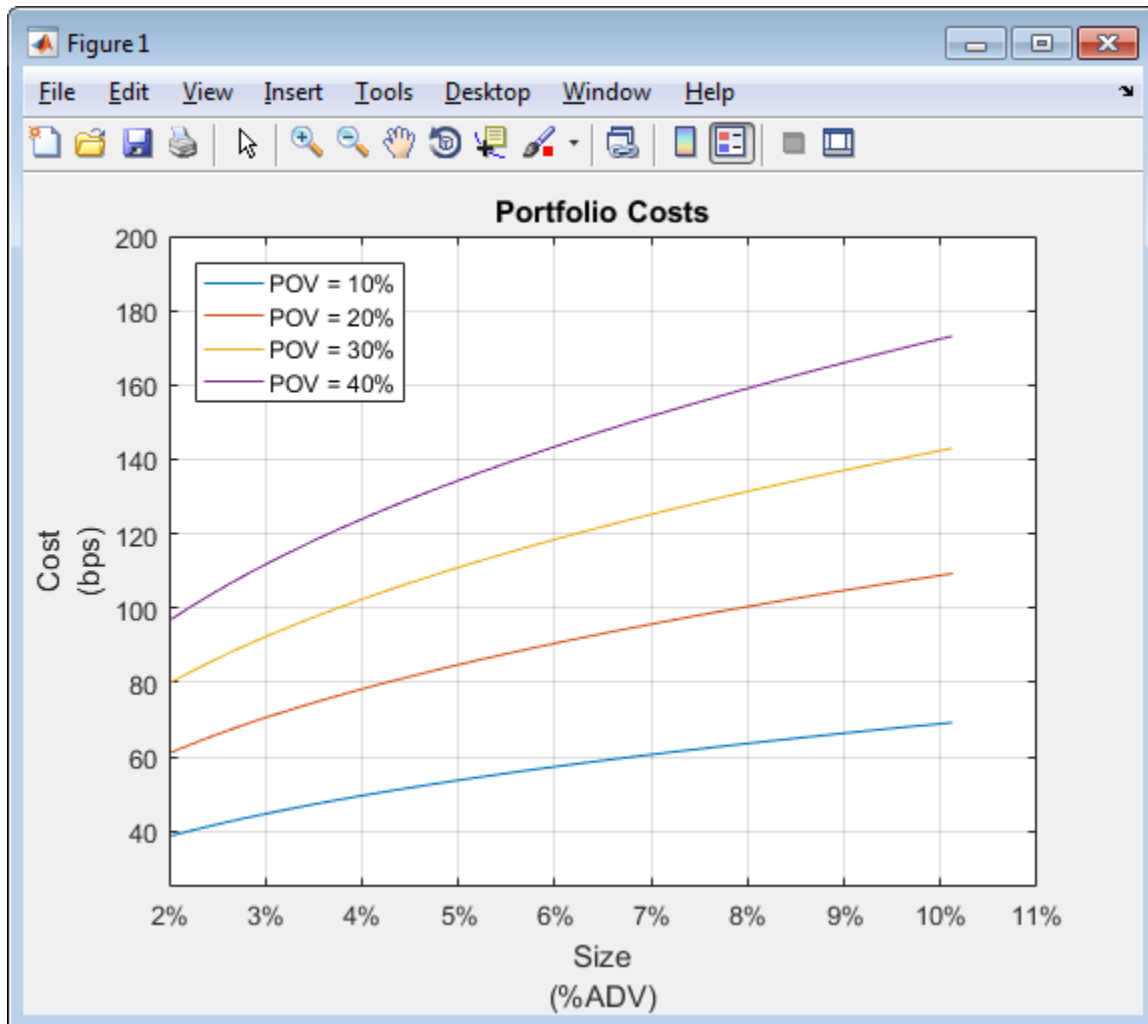 Figure 1
File Edit View Insert Tools Desktop Window Help
Portfolio Costs
200
180
160
140
120
100
80
60
40
Cost
(bps)
POV = 10%
POV = 20%
POV = 30%
POV = 40%
2% 3% 4% 5% 6% 7% 8% 9% 10% 11%
Size
(%ADV)